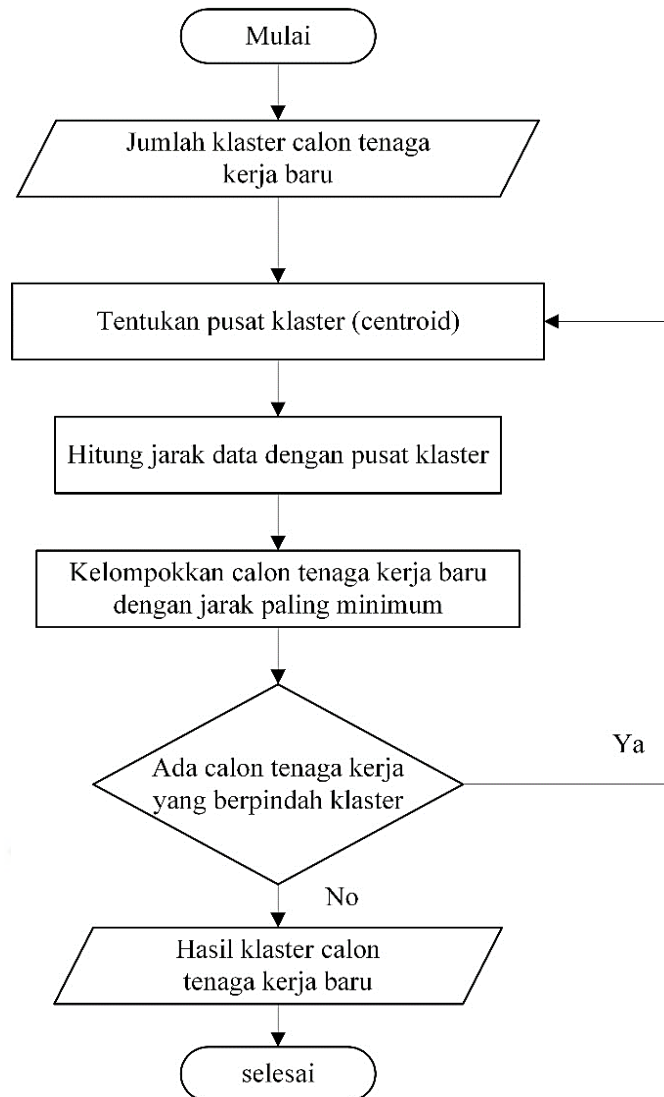 Mulai
Jumlah klaster calon tenaga
kerja baru
Tentukan pusat klaster (centroid)
Hitung jarak data dengan pusat klaster
Kelompokkan calon tenaga kerja baru
dengan jarak paling minimum
Ada calon tenaga kerja
yang berpindah klaster
Ya
No
Hasil klaster calon
tenaga kerja baru
selesai